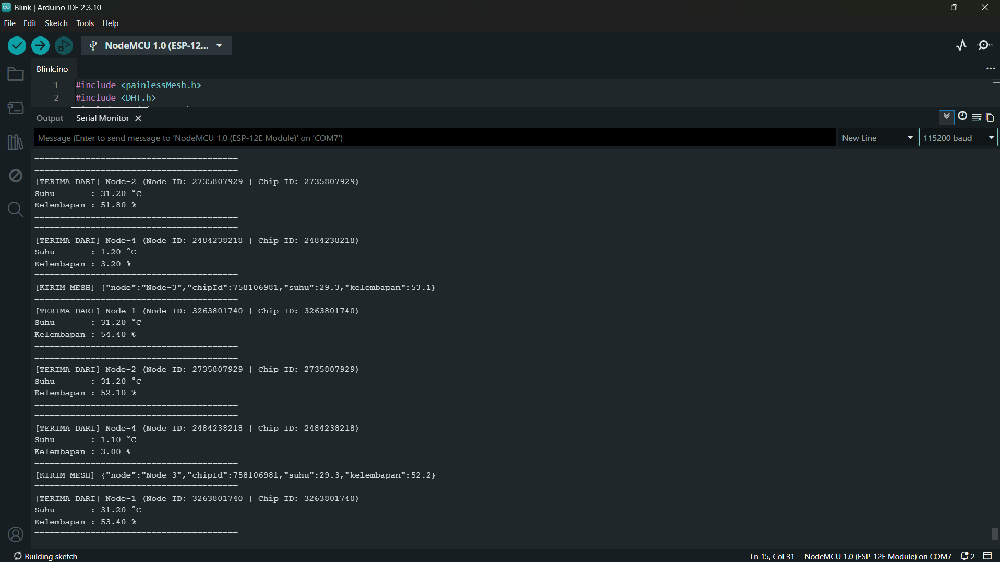 Blink | Arduino IDE 2.3.10
File Edit Sketch Tools Help
NodeMCU 1.0 (ESP-12...
Blink.ino
1 #include <painlessMesh.h>
2 #include <DHT.h>
Output Serial Monitor
Message (Enter to send message to 'NodeMCU 1.0 (ESP-12E Module)' on 'COM7')
New Line
115200 baud
========================================
========================================
[TERIMA DARI] Node-2 (Node ID: 2735807929 | Chip ID: 2735807929)
Suhu       : 31.20 °C
Kelembapan : 51.80 %
========================================
========================================
[TERIMA DARI] Node-4 (Node ID: 2484238218 | Chip ID: 2484238218)
Suhu       : 1.20 °C
Kelembapan : 3.20 %
========================================
[KIRIM MESH] {"node":"Node-3","chipId":758106981,"suhu":29.3,"kelembapan":53.1}
========================================
[TERIMA DARI] Node-1 (Node ID: 3263801740 | Chip ID: 3263801740)
Suhu       : 31.20 °C
Kelembapan : 54.40 %
========================================
========================================
[TERIMA DARI] Node-2 (Node ID: 2735807929 | Chip ID: 2735807929)
Suhu       : 31.20 °C
Kelembapan : 52.10 %
========================================
========================================
[TERIMA DARI] Node-4 (Node ID: 2484238218 | Chip ID: 2484238218)
Suhu       : 1.10 °C
Kelembapan : 3.00 %
========================================
[KIRIM MESH] {"node":"Node-3","chipId":758106981,"suhu":29.3,"kelembapan":52.2}
========================================
[TERIMA DARI] Node-1 (Node ID: 3263801740 | Chip ID: 3263801740)
Suhu       : 31.20 °C
Kelembapan : 53.40 %
========================================
Building sketch
Ln 15, Col 31 NodeMCU 1.0 (ESP-12E Module) on COM7 2